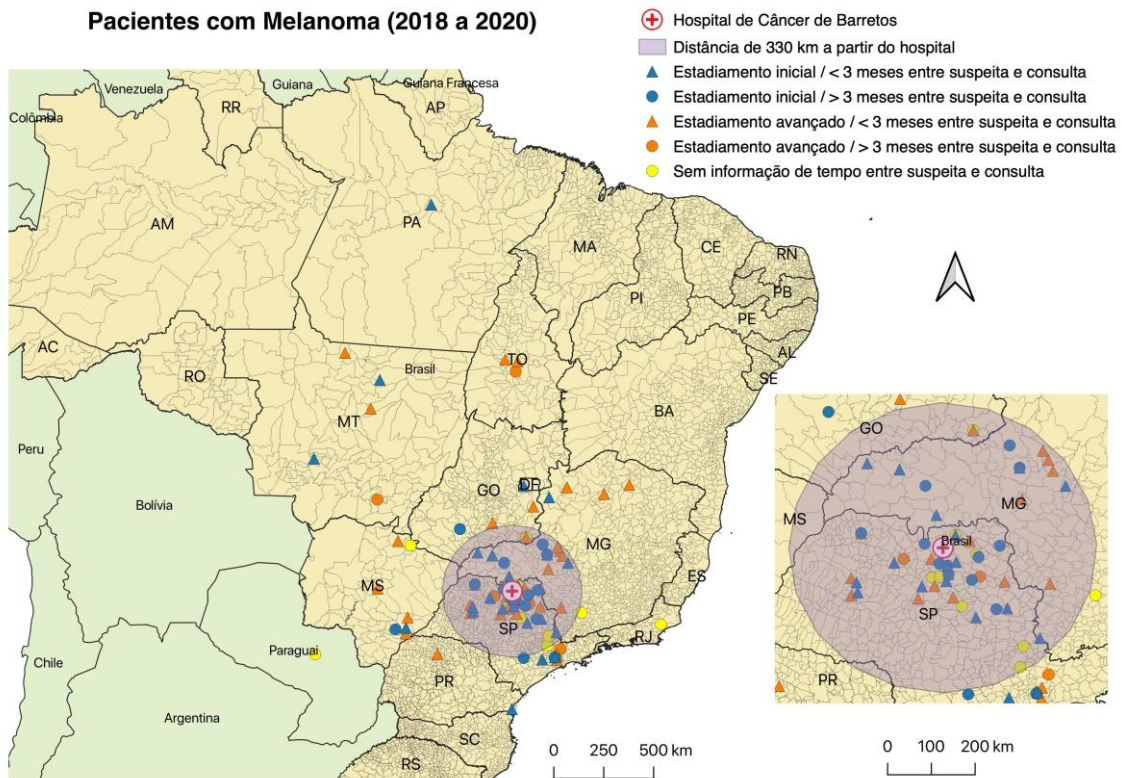 Pacientes com Melanoma (2018 a 2020)
Hospital de Câncer de Barretos
Distância de 330 km a partir do hospital
Estadiamento inicial / < 3 meses entre suspeita e consulta
Estadiamento inicial / > 3 meses entre suspeita e consulta
Estadiamento avançado / < 3 meses entre suspeita e consulta
Estadiamento avançado / > 3 meses entre suspeita e consulta
Sem informação de tempo entre suspeita e consulta
Venezuela
Guiana
Guiana Francesa
Colômbia
RR
AP
AM
PA
MA
CE
RN
PB
PI
PE
AC
AL
TO
Brasil
RO
SE
MT
BA
Peru
GO
DF
Bolívia
MG
MS
ES
SP
RJ
Paraguai
Chile
PR
Argentina
SC
RS
0 250 500 km
GO
MS
MG
Brasil
SP
PR
0 100 200 km